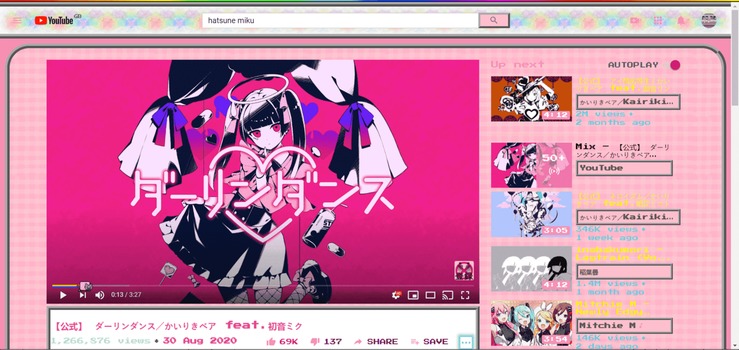 YouTube GB
hatsune miku
ダーリンダンス
0:13 / 3:27
【公式】 ダーリンダンス／かいりきベア feat.初音ミク
1,266,876 views • 30 Aug 2020
69K
137
SHARE
SAVE
Up next
AUTOPLAY
4:12
かいりきベア／Kairiki...
2M views •
2 months ago
50+
Mix - 【公式】 ダーリ
ンダンス／かいりきベア...
YouTube
3:05
かいりきベア／Kairiki...
346K views •
1 week ago
4:12
稲葉曇
1.4M views •
1 month ago
3:54
Mitchie M
146K views •
2 days ago